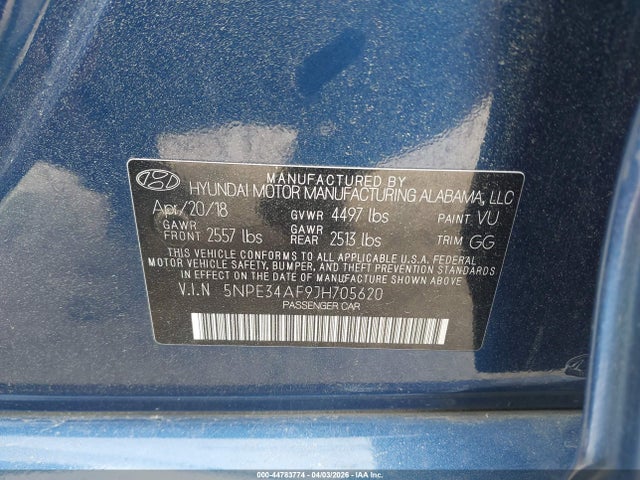 MANUFACTURED BY
HYUNDAI MOTOR MANUFACTURING ALABAMA, LLC
Apr/20/18 GVWR 4497 lbs PAINT VU
GAWR FRONT 2557 lbs GAWR REAR 2513 lbs TRIM GG
THIS VEHICLE CONFORMS TO ALL APPLICABLE U.S.A. FEDERAL
MOTOR VEHICLE SAFETY, BUMPER, AND THEFT PREVENTION STANDARDS
IN EFFECT ON THE DATE OF MANUFACTURE SHOWN ABOVE.
V.I.N 5NPE34AF9JH705620
PASSENGER CAR
000-44783774 - 04/03/2026 - IAA Inc.